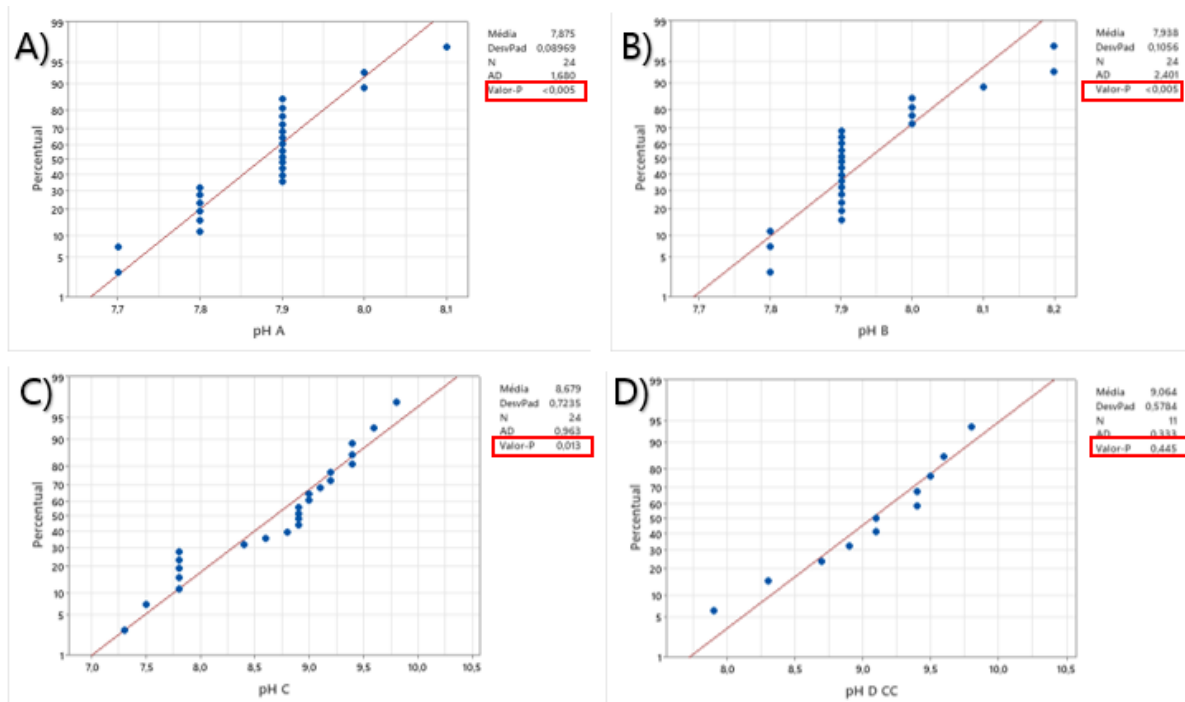 A)
Média 7,875
DesvPad 0,08969
N 24
AD 1,680
Valor-P <0,005
99
95
90
80
70
60
50
40
30
20
10
5
1
Percentual
7,7 7,8 7,9 8,0 8,1
pH A
B)
Média 7,938
DesvPad 0,1056
N 24
AD 2,401
Valor-P <0,005
99
95
90
80
70
60
50
40
30
20
10
5
1
Percentual
7,7 7,8 7,9 8,0 8,1 8,2
pH B
C)
Média 8,679
DesvPad 0,7235
N 24
AD 0,963
Valor-P 0,013
99
95
90
80
70
60
50
40
30
20
10
5
1
Percentual
7,0 7,5 8,0 8,5 9,0 9,5 10,0 10,5
pH C
D)
Média 9,064
DesvPad 0,5784
N 11
AD 0,333
Valor-P 0,445
99
95
90
80
70
60
50
40
30
20
10
5
1
Percentual
8,0 8,5 9,0 9,5 10,0 10,5
pH D CC